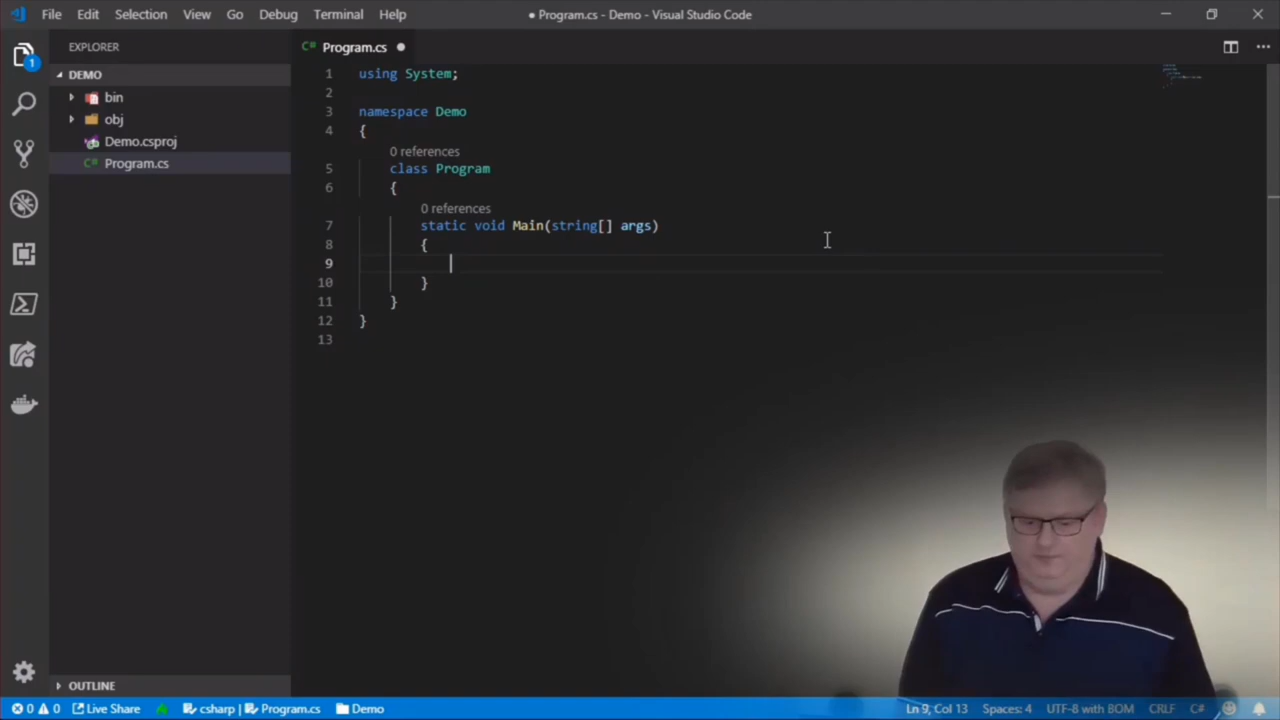 File Edit Selection View Go Debug Terminal Help
● Program.cs - Demo - Visual Studio Code
EXPLORER
DEMO
bin
obj
Demo.csproj
Program.cs
OUTLINE
1
C# Program.cs ●
1 using System;
2
3 namespace Demo
4 {
0 references
5 class Program
6 {
0 references
7 static void Main(string[] args)
8 {
9
10 }
11 }
12 }
13
0 0 Live Share csharp | Program.cs Demo
Ln 9, Col 13 Spaces: 4 UTF-8 with BOM CRLF C#